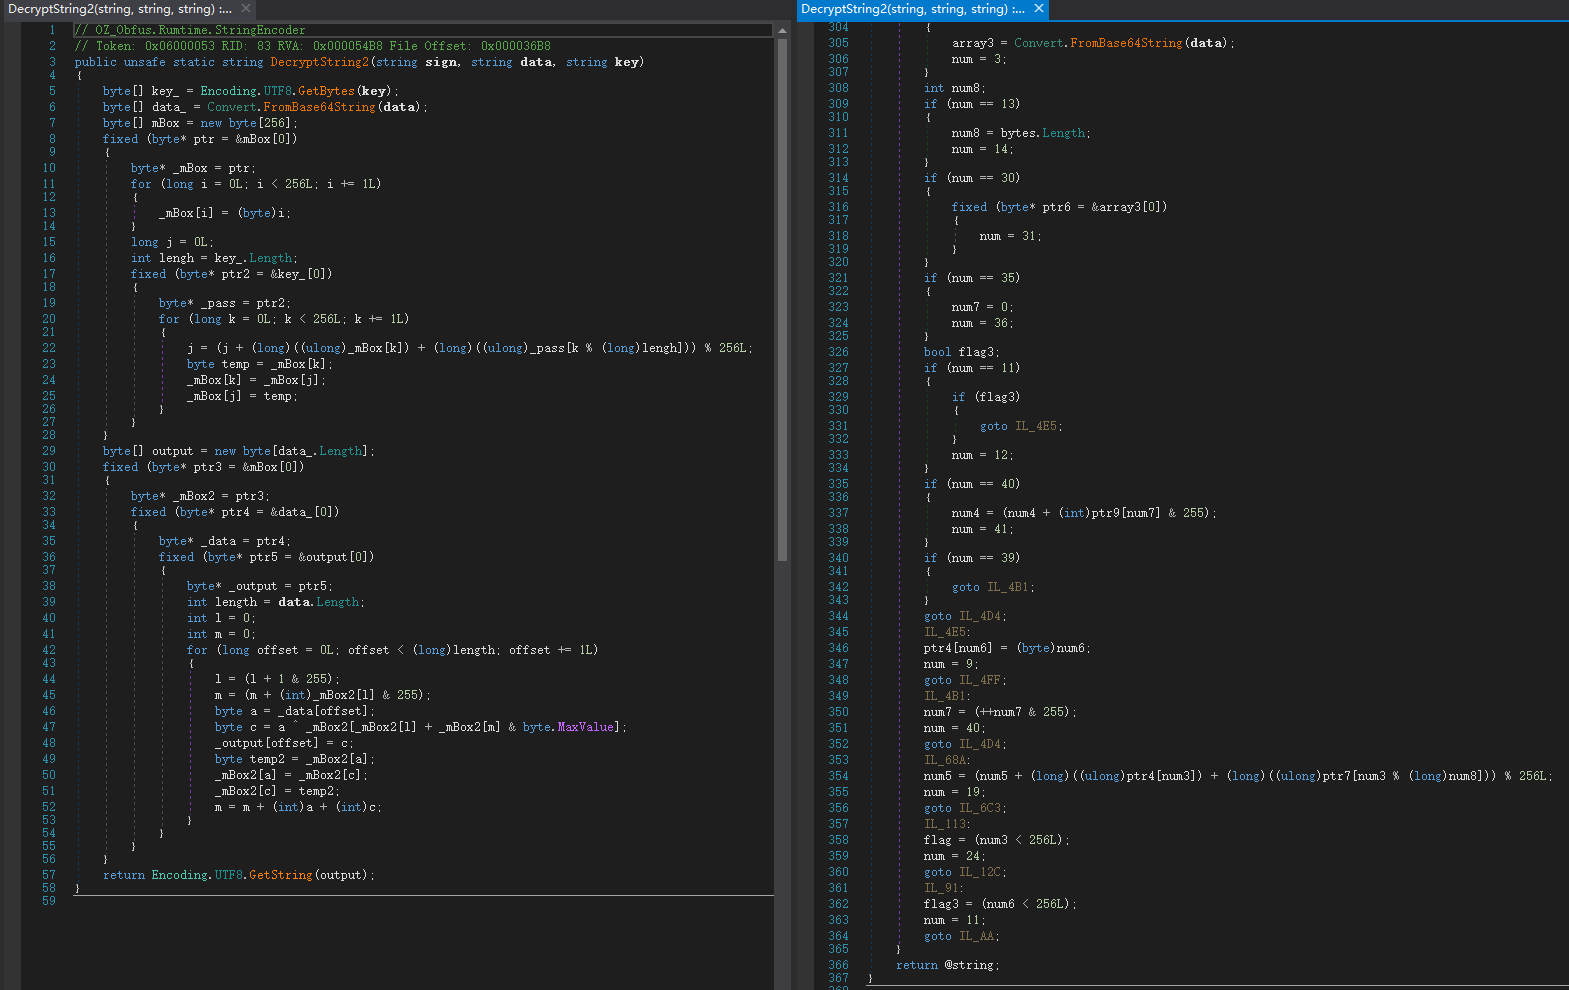 DecryptString2(string, string, string) :... ×
1 // OZ_Obfus.Rumtime.StringEncoder
2 // Token: 0x06000053 RID: 83 RVA: 0x000054B8 File Offset: 0x000036B8
3 public unsafe static string DecryptString2(string sign, string data, string key)
4 {
5 byte[] key_ = Encoding.UTF8.GetBytes(key);
6 byte[] data_ = Convert.FromBase64String(data);
7 byte[] mBox = new byte[256];
8 fixed (byte* ptr = &mBox[0])
9 {
10 byte* _mBox = ptr;
11 for (long i = 0L; i < 256L; i += 1L)
12 {
13 _mBox[i] = (byte)i;
14 }
15 long j = 0L;
16 int lengh = key_.Length;
17 fixed (byte* ptr2 = &key_[0])
18 {
19 byte* _pass = ptr2;
20 for (long k = 0L; k < 256L; k += 1L)
21 {
22 j = (j + (long)((ulong)_mBox[k]) + (long)((ulong)_pass[k % (long)lengh])) % 256L;
23 byte temp = _mBox[k];
24 _mBox[k] = _mBox[j];
25 _mBox[j] = temp;
26 }
27 }
28 }
29 byte[] output = new byte[data_.Length];
30 fixed (byte* ptr3 = &mBox[0])
31 {
32 byte* _mBox2 = ptr3;
33 fixed (byte* ptr4 = &data_[0])
34 {
35 byte* _data = ptr4;
36 fixed (byte* ptr5 = &output[0])
37 {
38 byte* _output = ptr5;
39 int length = data.Length;
40 int l = 0;
41 int m = 0;
42 for (long offset = 0L; offset < (long)length; offset += 1L)
43 {
44 l = (l + 1 & 255);
45 m = (m + (int)_mBox2[l] & 255);
46 byte a = _data[offset];
47 byte c = a ^ _mBox2[_mBox2[l] + _mBox2[m] & byte.MaxValue];
48 _output[offset] = c;
49 byte temp2 = _mBox2[a];
50 _mBox2[a] = _mBox2[c];
51 _mBox2[c] = temp2;
52 m = m + (int)a + (int)c;
53 }
54 }
55 }
56 }
57 return Encoding.UTF8.GetString(output);
58 }
59
DecryptString2(string, string, string) :... ×
304 {
305 array3 = Convert.FromBase64String(data);
306 num = 3;
307 }
308 int num8;
309 if (num == 13)
310 {
311 num8 = bytes.Length;
312 num = 14;
313 }
314 if (num == 30)
315 {
316 fixed (byte* ptr6 = &array3[0])
317 {
318 num = 31;
319 }
320 }
321 if (num == 35)
322 {
323 num7 = 0;
324 num = 36;
325 }
326 bool flag3;
327 if (num == 11)
328 {
329 if (flag3)
330 {
331 goto IL_4E5;
332 }
333 num = 12;
334 }
335 if (num == 40)
336 {
337 num4 = (num4 + (int)ptr9[num7] & 255);
338 num = 41;
339 }
340 if (num == 39)
341 {
342 goto IL_4B1;
343 }
344 goto IL_4D4;
345 IL_4E5:
346 ptr4[num6] = (byte)num6;
347 num = 9;
348 goto IL_4FF;
349 IL_4B1:
350 num7 = (++num7 & 255);
351 num = 40;
352 goto IL_4D4;
353 IL_68A:
354 num5 = (num5 + (long)((ulong)ptr4[num3]) + (long)((ulong)ptr7[num3 % (long)num8])) % 256L;
355 num = 19;
356 goto IL_6C3;
357 IL_113:
358 flag = (num3 < 256L);
359 num = 24;
360 goto IL_12C;
361 IL_91:
362 flag3 = (num6 < 256L);
363 num = 11;
364 goto IL_AA;
365 }
366 return @string;
367 }